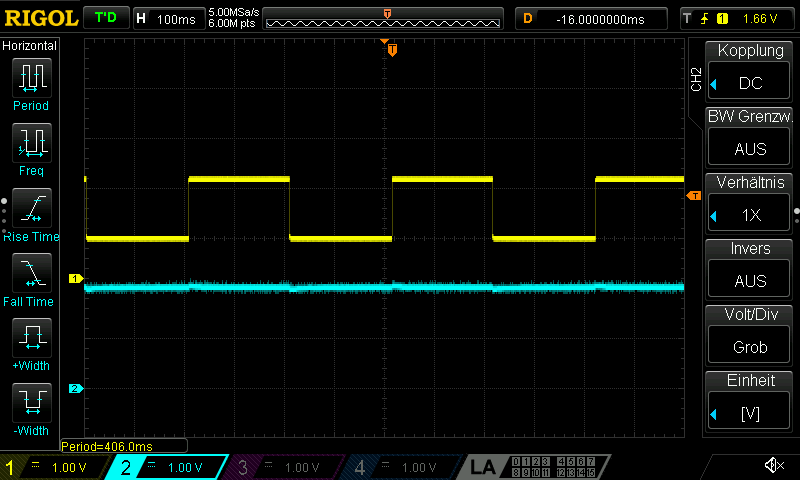 RIGOL T'D H 100ms 5.00MSa/s 6.00M pts T D -16.0000000ms T 1 1.66 V
Horizontal
Period
Freq
Rise Time
Fall Time
+Width
-Width
T
T
1
2
Period=406.0ms
CH2
Kopplung
DC
BW Grenzw.
AUS
Verhältnis
1X
Invers
AUS
Volt/Div
Grob
Einheit
[V]
1 1.00 V 2 1.00 V 3 1.00 V 4 1.00 V LA 0 1 2 3 4 5 6 7
8 9 10 11 12 13 14 15